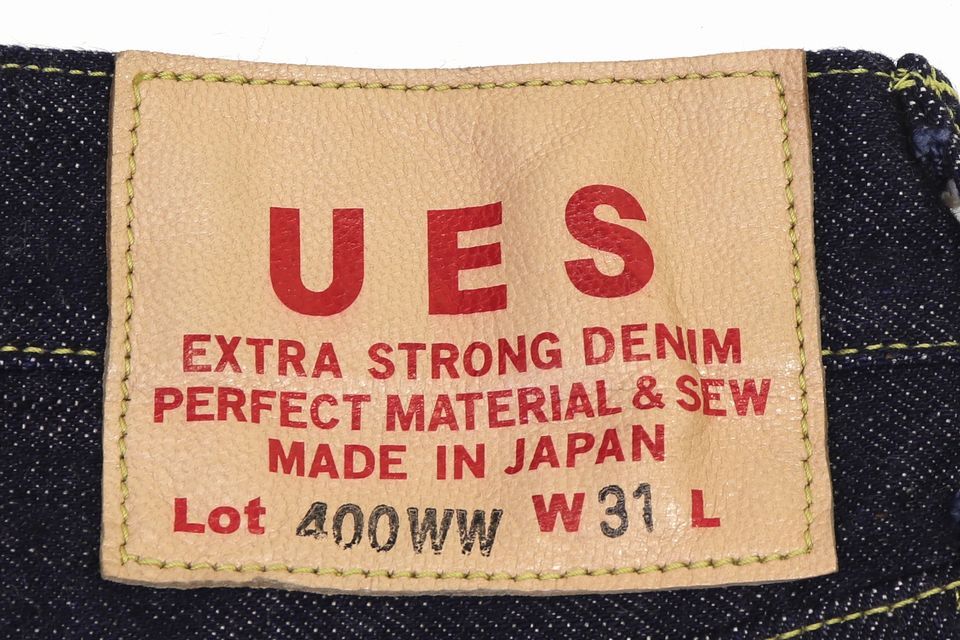 UES
EXTRA STRONG DENIM
PERFECT MATERIAL & SEW
MADE IN JAPAN
Lot 400WW W 31 L